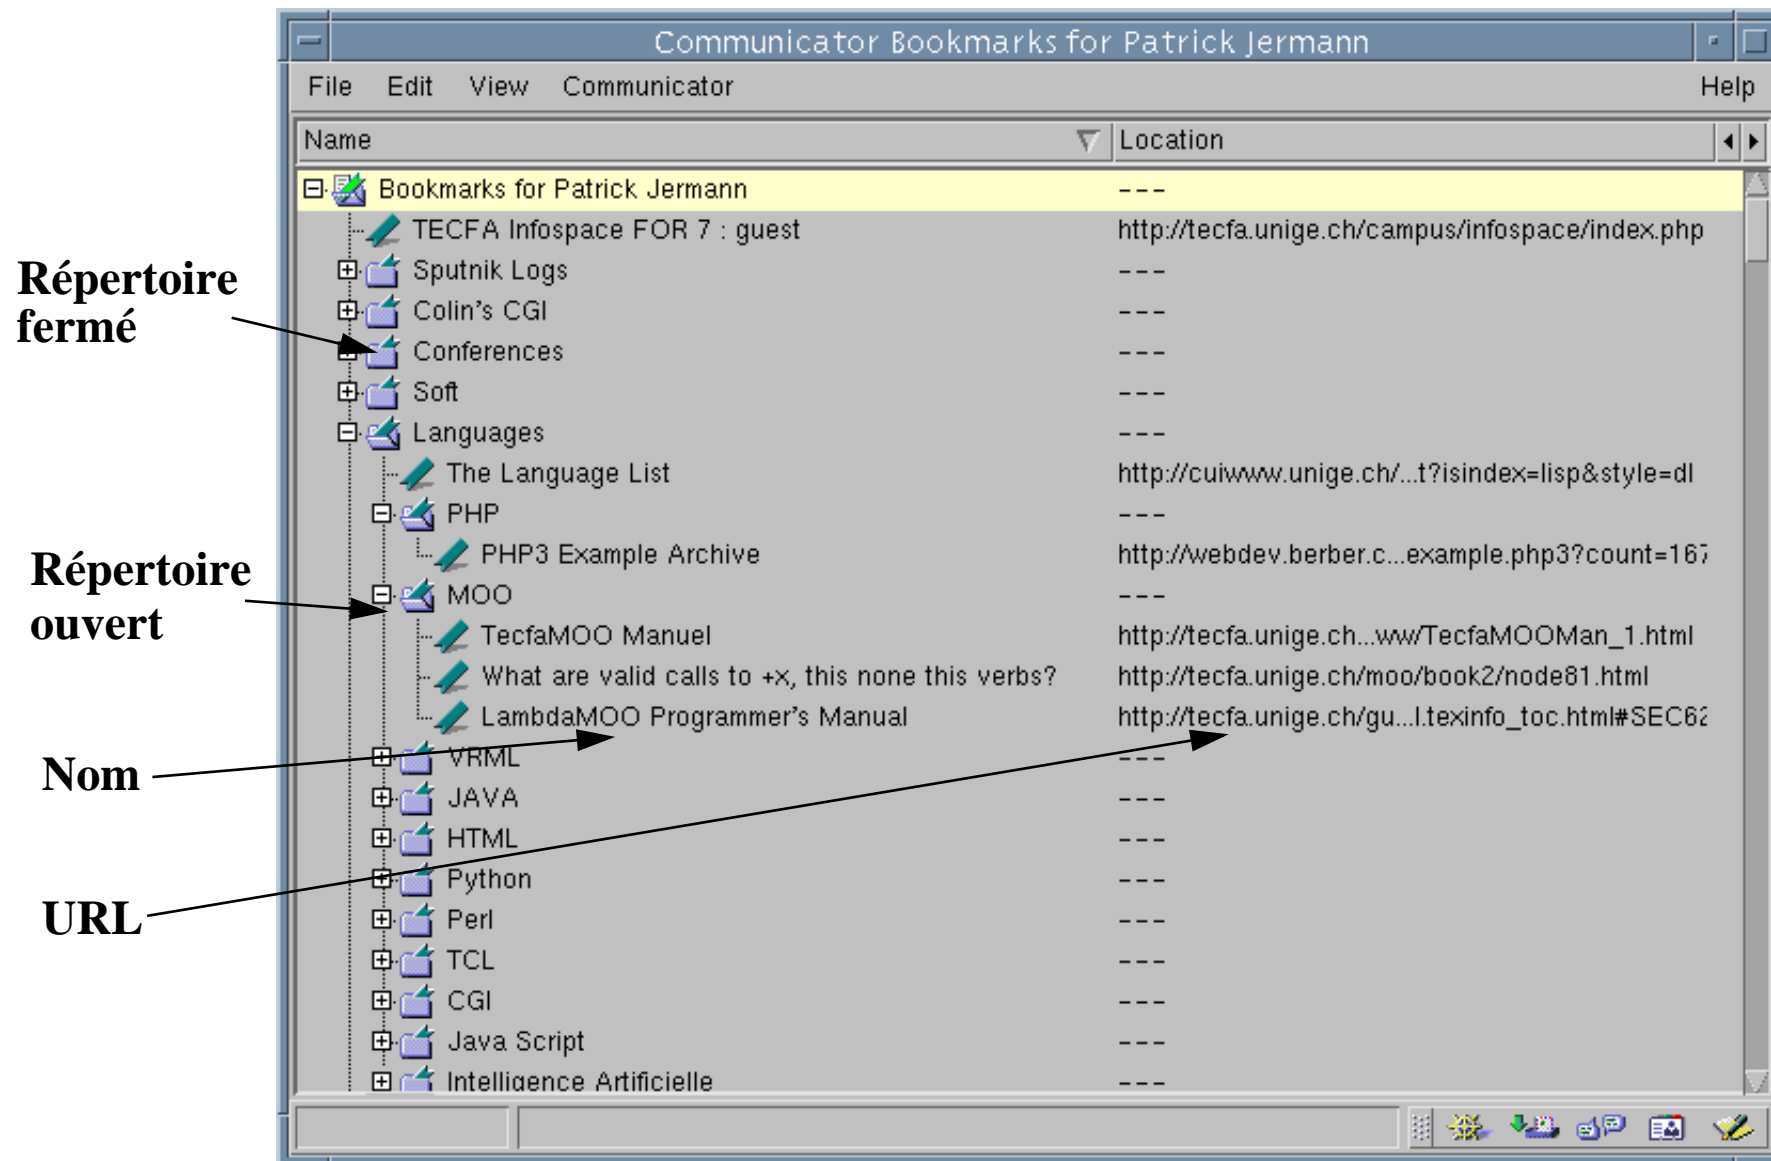 Communicator Bookmarks for Patrick Jermann
File Edit View Communicator Help
Name Location
Bookmarks for Patrick Jermann ---
TECFA Infospace FOR 7 : guest http://tecfa.unige.ch/campus/infospace/index.php
Répertoire
fermé
Sputnik Logs ---
Colin's CGI ---
Conferences ---
Soft ---
Languages ---
The Language List http://cuiwww.unige.ch/...t?isindex=lisp&style=dl
PHP ---
PHP3 Example Archive http://webdev.berber.c...example.php3?count=167
Répertoire
ouvert
MOO ---
TecfaMOO Manuel http://tecfa.unige.ch...ww/TecfaMOOMan_1.html
What are valid calls to +x, this none this verbs? http://tecfa.unige.ch/moo/book2/node81.html
LambdaMOO Programmer's Manual http://tecfa.unige.ch/gu...l.texinfo_toc.html#SEC62
Nom
VRML ---
JAVA ---
HTML ---
Python ---
URL
Perl ---
TCL ---
CGI ---
Java Script ---
Intelligence Artificielle ---